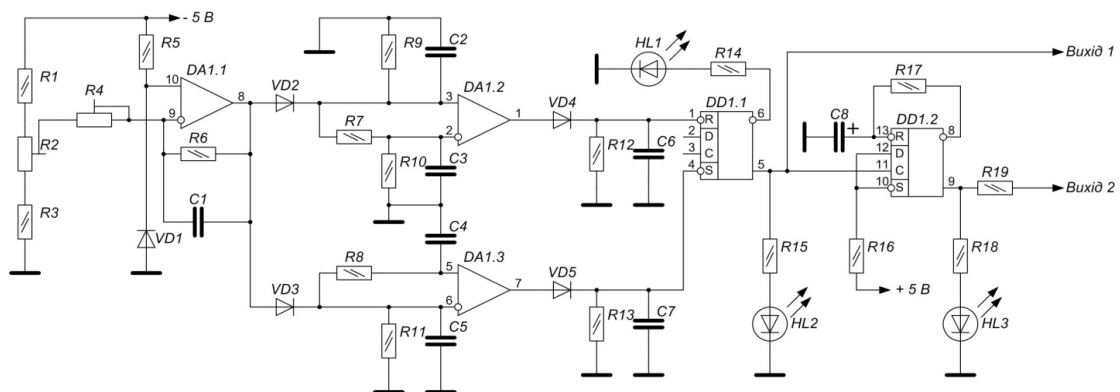 - 5 В
R5
R1
R4
R2
R3
DA1.1
10
9
8
R6
C1
VD1
VD2
VD3
R9
C2
R7
R10
C3
C4
R8
R11
C5
DA1.2
3
2
1
DA1.3
5
6
7
VD4
VD5
R12
C6
R13
C7
HL1
R14
DD1.1
1
2
3
4
R
D
C
S
6
5
R15
HL2
Вихід 1
R17
C8
+
DD1.2
13
12
11
10
R
D
C
S
8
9
R19
Вихід 2
R16
+ 5 В
R18
HL3